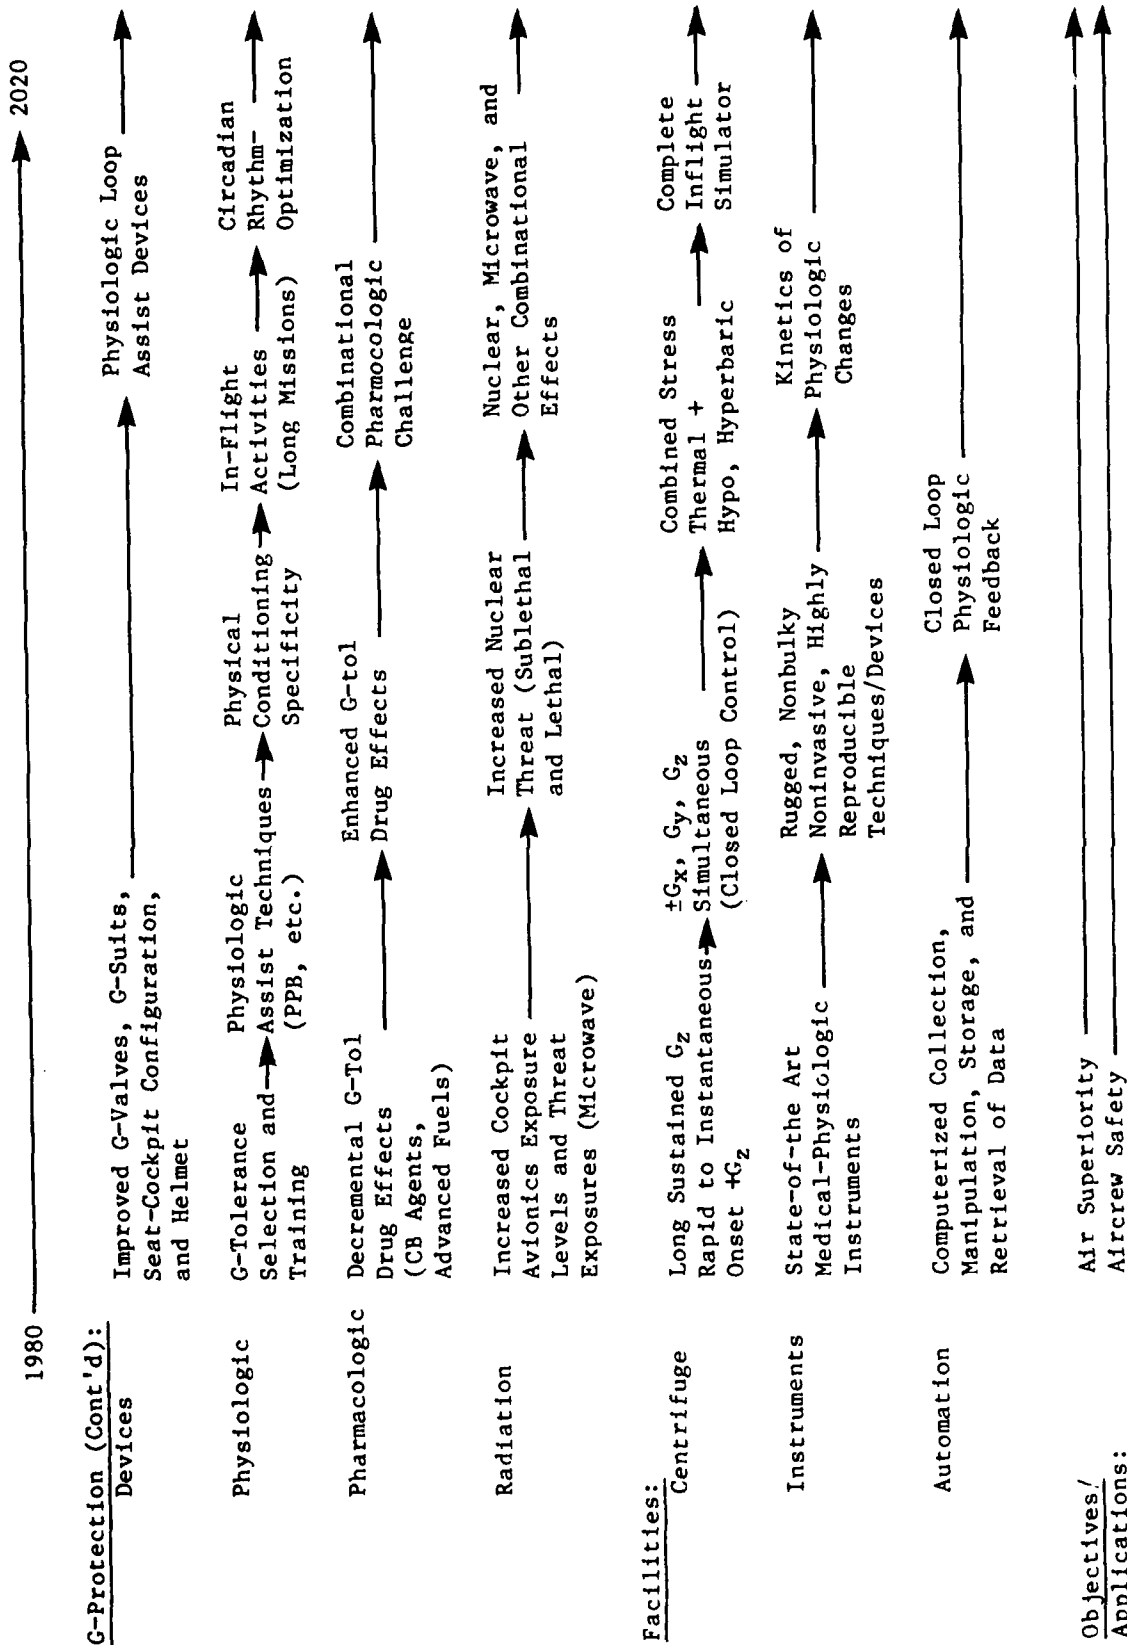 1980
2020
G-Protection (Cont'd):
Devices
Improved G-Valves, G-Suits,
Seat-Cockpit Configuration,
and Helmet
Physiologic Loop
Assist Devices
Physiologic
G-Tolerance
Selection and
Training
Physiologic
Assist Techniques
(PPB, etc.)
Physical
Conditioning
Specificity
In-Flight
Activities
(Long Missions)
Circadian
Rhythm-
Optimization
Pharmacologic
Decremental G-Tol
Drug Effects
(CB Agents,
Advanced Fuels)
Enhanced G-tol
Drug Effects
Combinational
Pharmocologic
Challenge
Radiation
Increased Cockpit
Avionics Exposure
Levels and Threat
Exposures (Microwave)
Increased Nuclear
Threat (Sublethal
and Lethal)
Nuclear, Microwave, and
Other Combinational
Effects
Facilities:
Centrifuge
Long Sustained Gz
Rapid to Instantaneous
Onset +Gz
±Gx, Gy, Gz
Simultaneous
(Closed Loop Control)
Combined Stress
Thermal +
Hypo, Hyperbaric
Complete
Inflight
Simulator
Instruments
State-of-the Art
Medical-Physiologic
Instruments
Rugged, Nonbulky
Noninvasive, Highly
Reproducible
Techniques/Devices
Kinetics of
Physiologic
Changes
Automation
Computerized Collection,
Manipulation, Storage, and
Retrieval of Data
Closed Loop
Physiologic
Feedback
Objectives/
Applications:
Air Superiority
Aircrew Safety